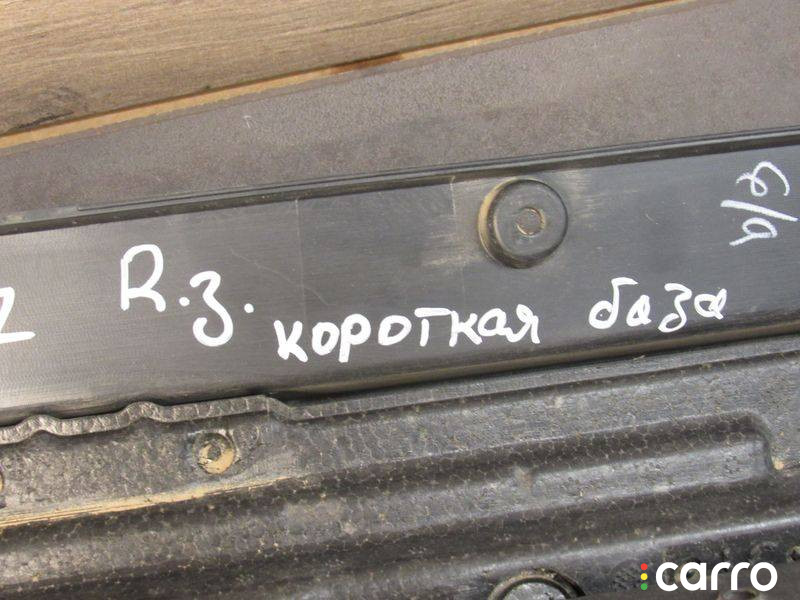 R.З.
короткая база
б/у
carro